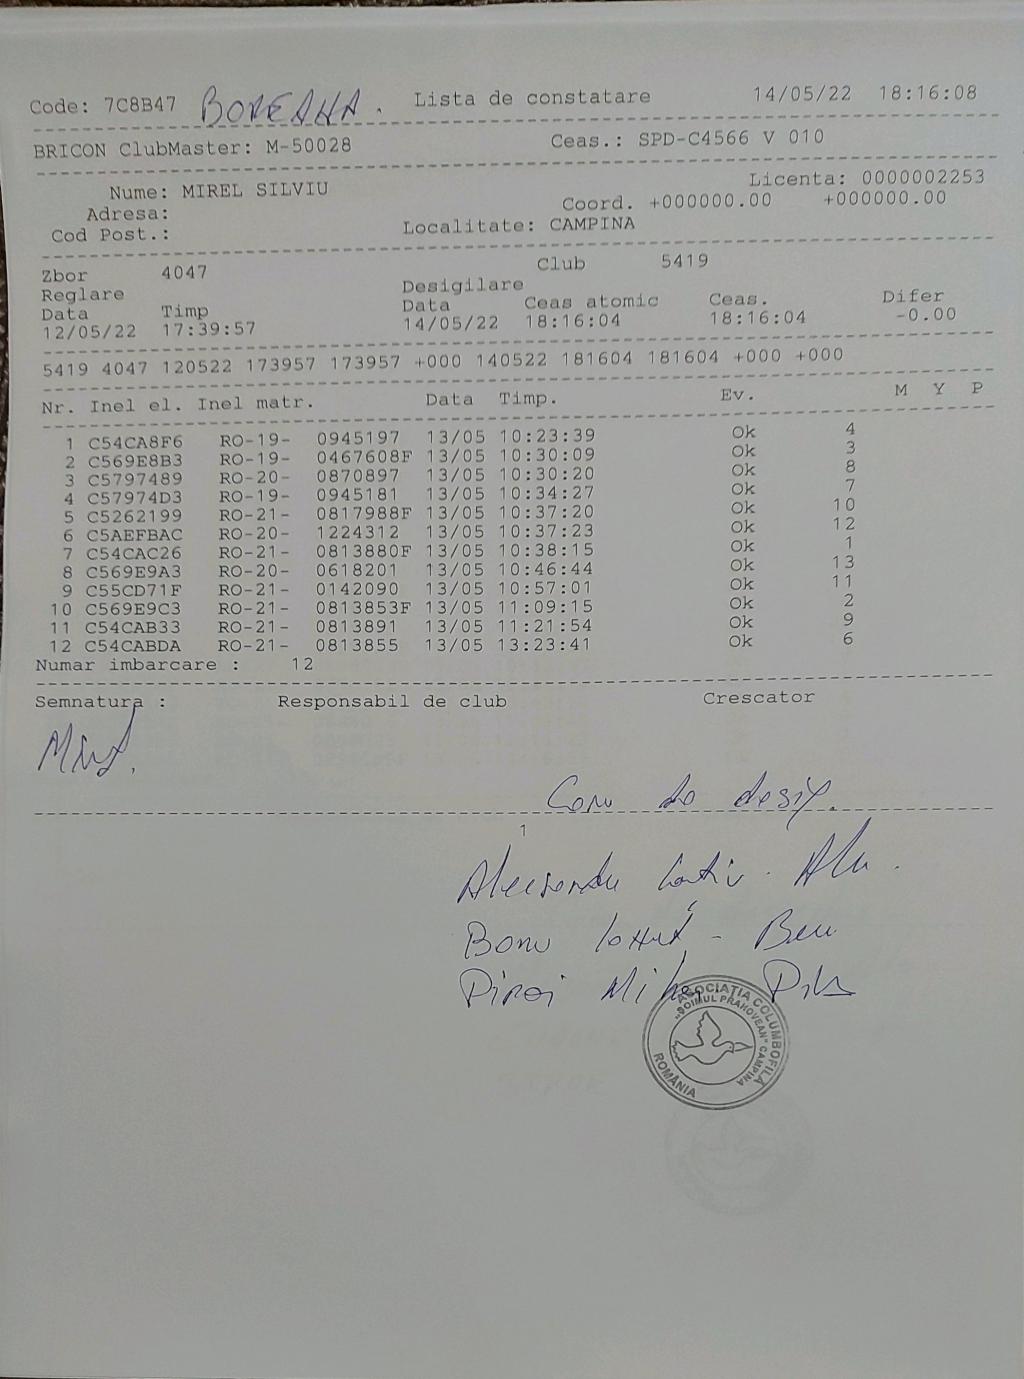 Code: 7C8B47 Lista de constatare 14/05/22 18:16:08
BRICON ClubMaster: M-50028 Ceas.: SPD-C4566 V 010
Nume: MIREL SILVIU Licenta: 0000002253
Adresa: Coord. +000000.00 +000000.00
Cod Post.: Localitate: CAMPINA
Zbor 4047 Club 5419
Reglare Desigilare
Data Timp Data Ceas atomic Ceas. Difer
12/05/22 17:39:57 14/05/22 18:16:04 18:16:04 -0.00
5419 4047 120522 173957 173957 +000 140522 181604 181604 +000 +000
Nr. Inel el. Inel matr. Data Timp. Ev. M Y P
1 C54CA8F6 RO-19- 0945197 13/05 10:23:39 Ok 4
2 C569E8B3 RO-19- 0467608F 13/05 10:30:09 Ok 3
3 C5797489 RO-20- 0870897 13/05 10:30:20 Ok 8
4 C57974D3 RO-19- 0945181 13/05 10:34:27 Ok 7
5 C5262199 RO-21- 0817988F 13/05 10:37:20 Ok 10
6 C5AEFBAC RO-20- 1224312 13/05 10:37:23 Ok 12
7 C54CAC26 RO-21- 0813880F 13/05 10:38:15 Ok 1
8 C569E9A3 RO-20- 0618201 13/05 10:46:44 Ok 13
9 C55CD71F RO-21- 0142090 13/05 10:57:01 Ok 11
10 C569E9C3 RO-21- 0813853F 13/05 11:09:15 Ok 2
11 C54CAB33 RO-21- 0813891 13/05 11:21:54 Ok 9
12 C54CABDA RO-21- 0813855 13/05 13:23:41 Ok 6
Numar imbarcare : 12
Semnatura : Responsabil de club Crescator
1
ASOCIATIA COLUMBOFILA
"DOIMUL PRAHOVEAN" CAMPINA
ROMÂNIA